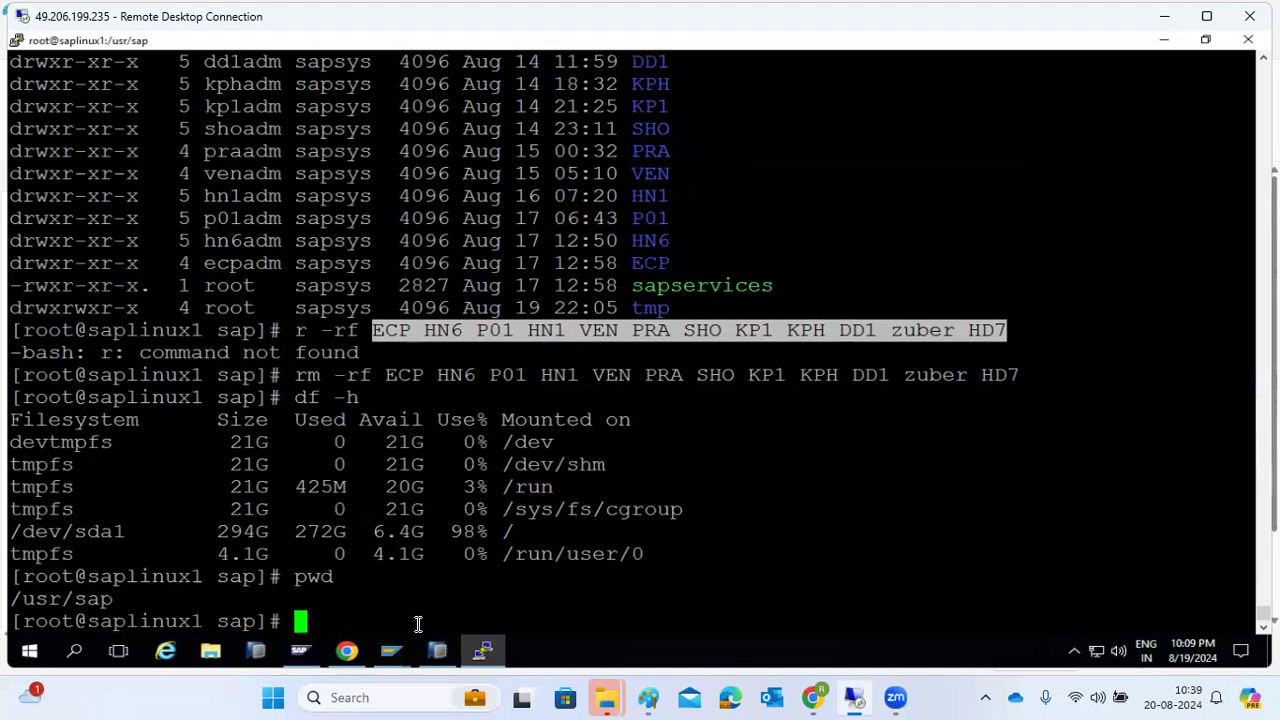 49.206.199.235 - Remote Desktop Connection
root@saplinux1:/usr/sap
drwxr-xr-x 5 dd1adm sapsys 4096 Aug 14 11:59 DD1
drwxr-xr-x 5 kphadm sapsys 4096 Aug 14 18:32 KPH
drwxr-xr-x 5 kp1adm sapsys 4096 Aug 14 21:25 KP1
drwxr-xr-x 5 shoadm sapsys 4096 Aug 14 23:11 SHO
drwxr-xr-x 4 praadm sapsys 4096 Aug 15 00:32 PRA
drwxr-xr-x 4 venadm sapsys 4096 Aug 15 05:10 VEN
drwxr-xr-x 5 hn1adm sapsys 4096 Aug 16 07:20 HN1
drwxr-xr-x 5 p01adm sapsys 4096 Aug 17 06:43 P01
drwxr-xr-x 5 hn6adm sapsys 4096 Aug 17 12:50 HN6
drwxr-xr-x 4 ecpadm sapsys 4096 Aug 17 12:58 ECP
-rwxr-xr-x. 1 root sapsys 2827 Aug 17 12:58 sapservices
drwxrwxr-x 4 root sapsys 4096 Aug 19 22:05 tmp
[root@saplinux1 sap]# r -rf ECP HN6 P01 HN1 VEN PRA SHO KP1 KPH DD1 zuber HD7
-bash: r: command not found
[root@saplinux1 sap]# rm -rf ECP HN6 P01 HN1 VEN PRA SHO KP1 KPH DD1 zuber HD7
[root@saplinux1 sap]# df -h
Filesystem Size Used Avail Use% Mounted on
devtmpfs 21G 0 21G 0% /dev
tmpfs 21G 0 21G 0% /dev/shm
tmpfs 21G 425M 20G 3% /run
tmpfs 21G 0 21G 0% /sys/fs/cgroup
/dev/sda1 294G 272G 6.4G 98% /
tmpfs 4.1G 0 4.1G 0% /run/user/0
[root@saplinux1 sap]# pwd
/usr/sap
[root@saplinux1 sap]#
SAP
ENG
IN
10:09 PM
8/19/2024
1
Search
R
zm
PRE
10:39
20-08-2024